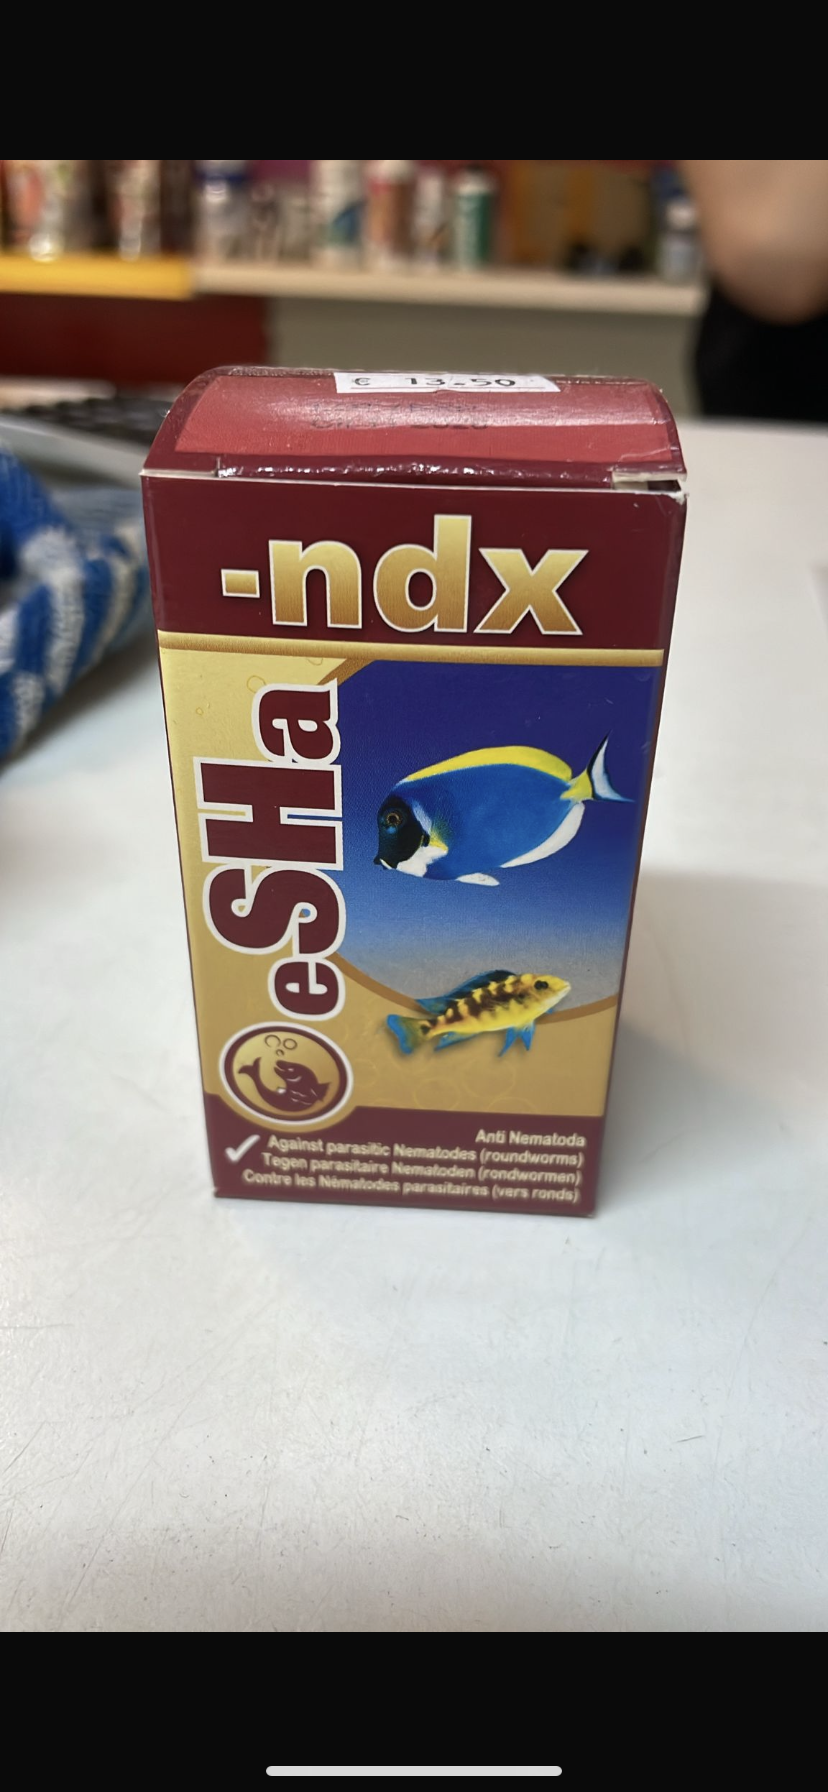 € 13.50
-ndx
eSHa
Anti Nematoda
Against parasitic Nematodes (roundworms)
Tegen parasitaire Nematoden (rondwormen)
Contre les Nématodes parasitaires (vers ronds)